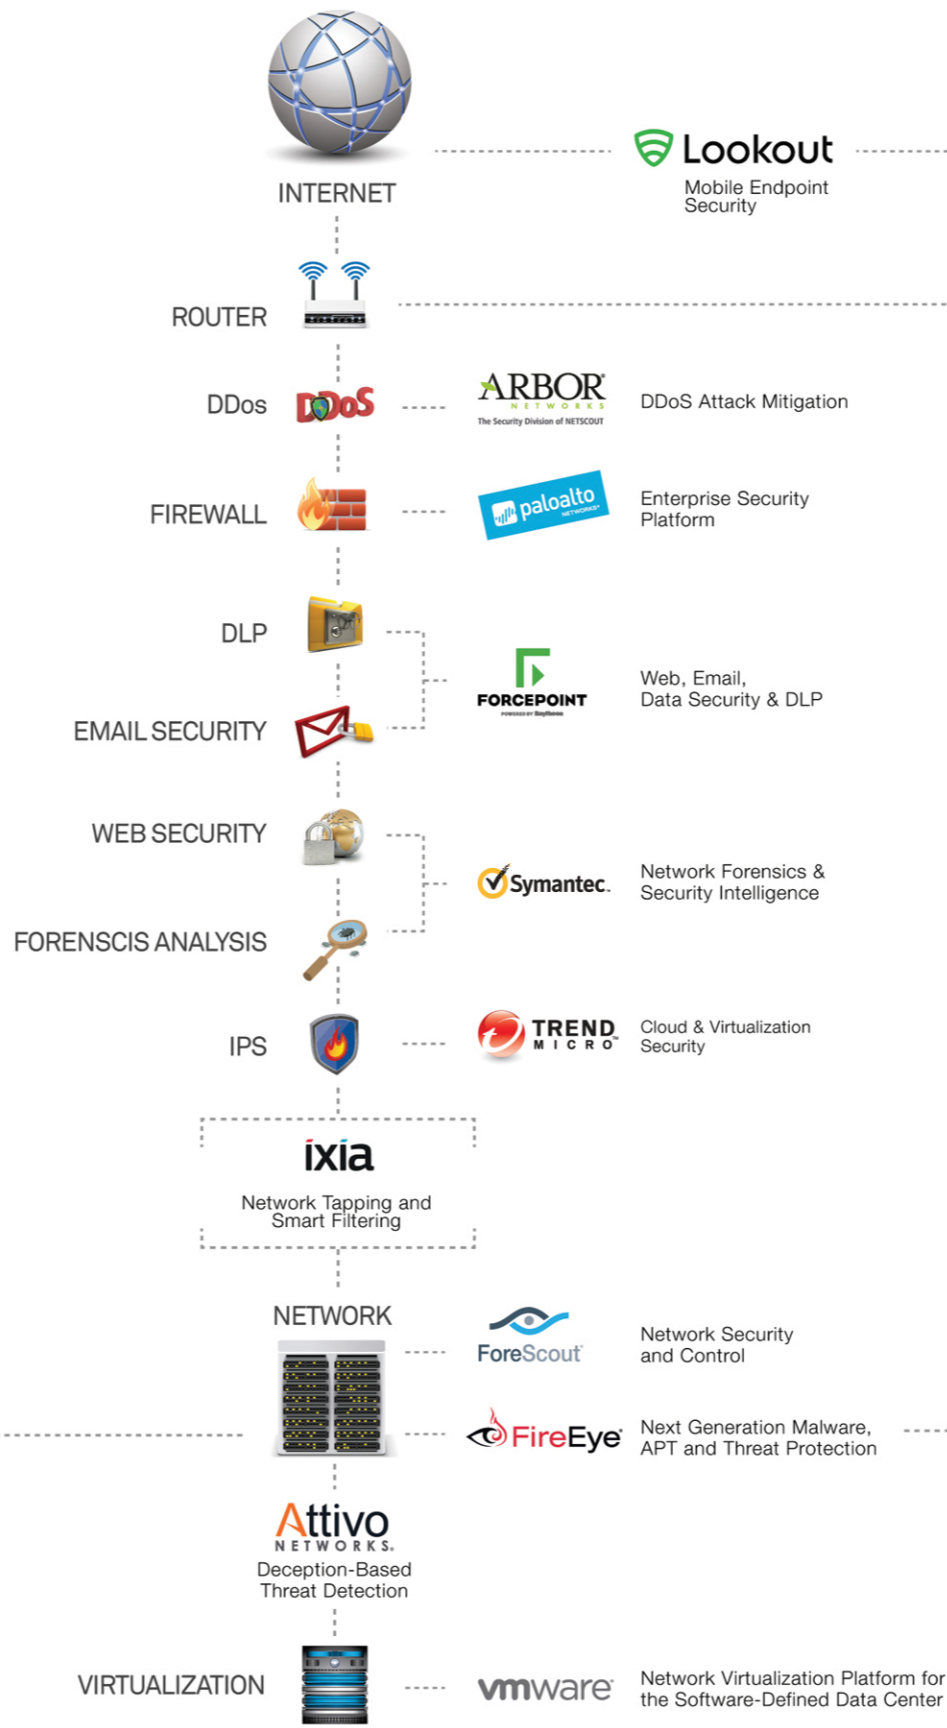 INTERNET
Lookout
Mobile Endpoint
Security
ROUTER
DDos
DDoS
ARBOR
NETWORKS
The Security Division of NETSCOUT
DDoS Attack Mitigation
FIREWALL
paloalto
NETWORKS
Enterprise Security
Platform
DLP
EMAIL SECURITY
FORCEPOINT
POWERED BY Raytheon
Web, Email,
Data Security & DLP
WEB SECURITY
FORENSCIS ANALYSIS
Symantec.
Network Forensics &
Security Intelligence
IPS
TREND
MICRO
Cloud & Virtualization
Security
ixia
Network Tapping and
Smart Filtering
NETWORK
ForeScout
Network Security
and Control
FireEye
Next Generation Malware,
APT and Threat Protection
Attivo
NETWORKS.
Deception-Based
Threat Detection
VIRTUALIZATION
vmware
Network Virtualization Platform for
the Software-Defined Data Center